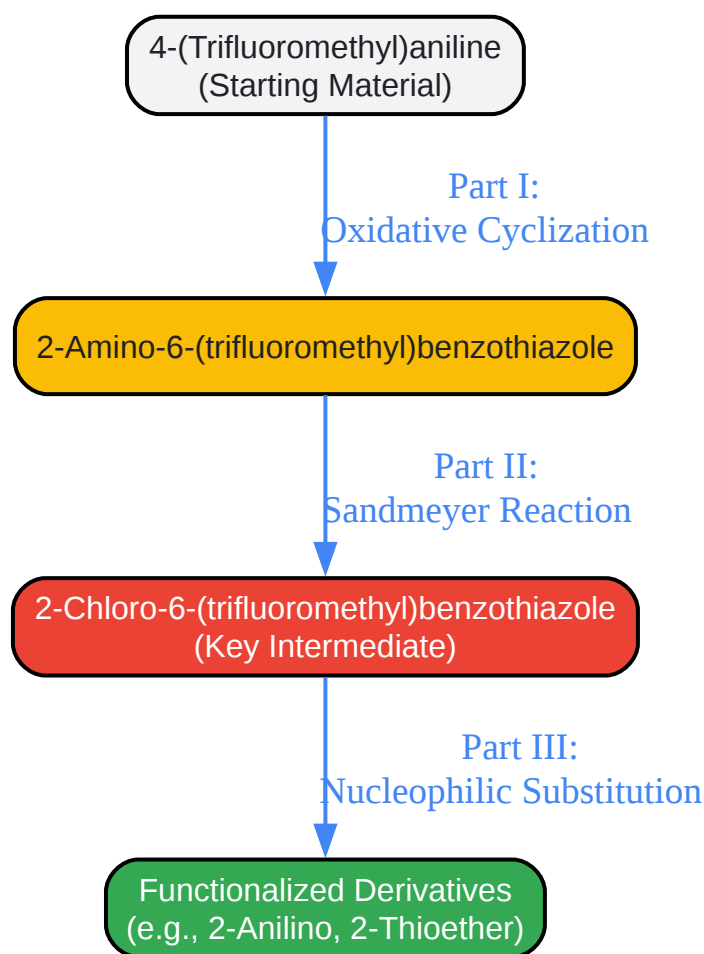 4-(Trifluoromethyl)aniline
(Starting Material)
Part I:
Oxidative Cyclization
2-Amino-6-(trifluoromethyl)benzothiazole
Part II:
Sandmeyer Reaction
2-Chloro-6-(trifluoromethyl)benzothiazole
(Key Intermediate)
Part III:
Nucleophilic Substitution
Functionalized Derivatives
(e.g., 2-Anilino, 2-Thioether)